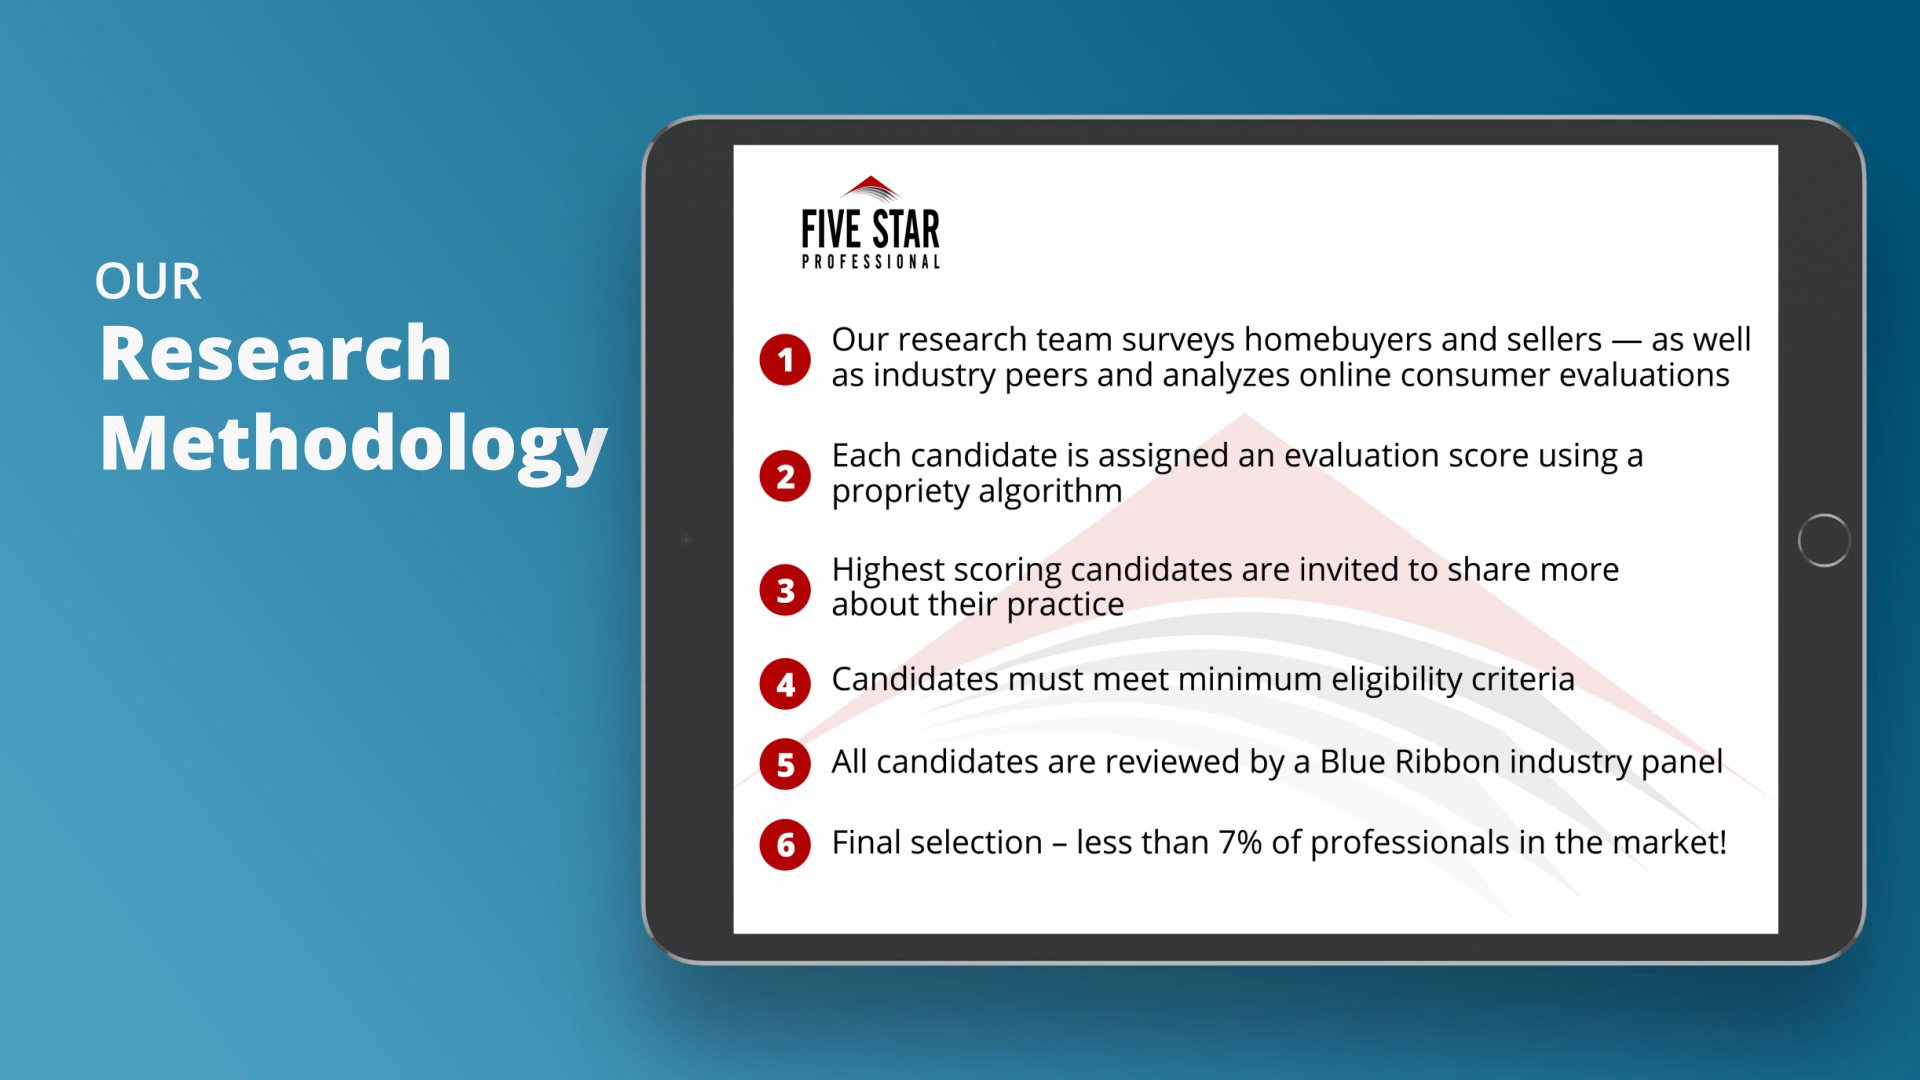 OUR
Research
Methodology
FIVE STAR
PROFESSIONAL
1 Our research team surveys homebuyers and sellers — as well
as industry peers and analyzes online consumer evaluations
2 Each candidate is assigned an evaluation score using a
propriety algorithm
3 Highest scoring candidates are invited to share more
about their practice
4 Candidates must meet minimum eligibility criteria
5 All candidates are reviewed by a Blue Ribbon industry panel
6 Final selection – less than 7% of professionals in the market!